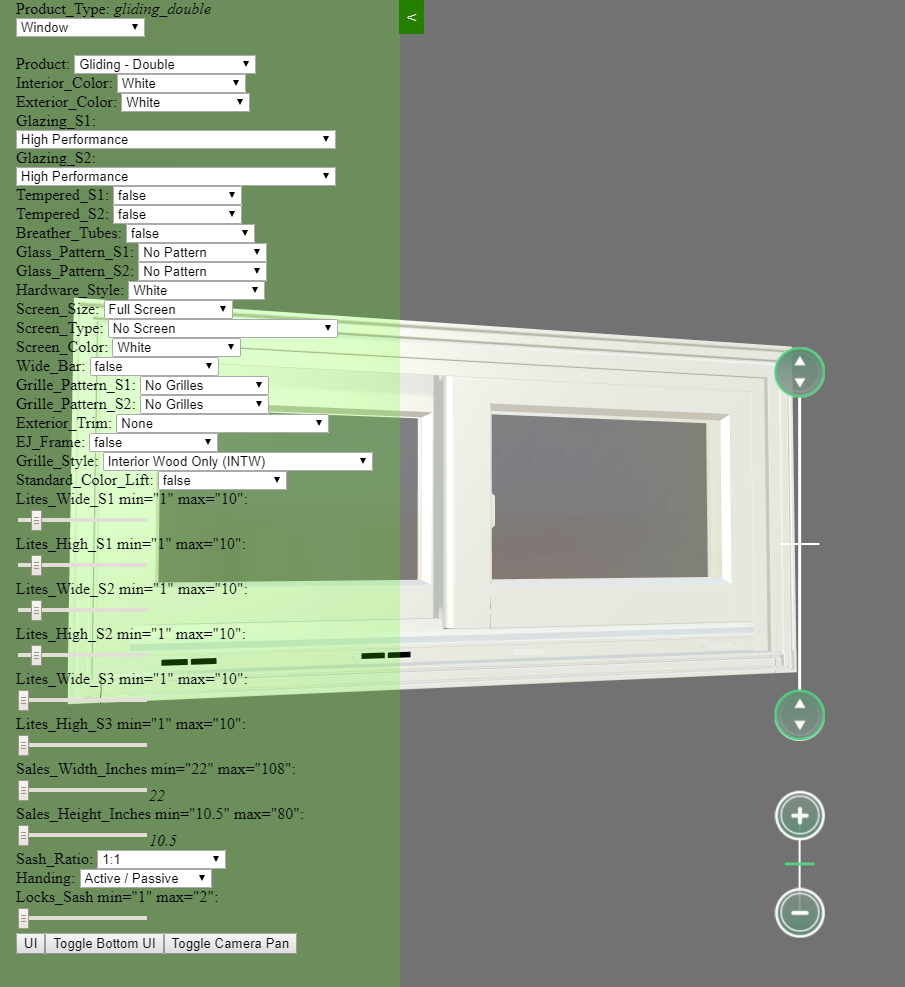 Product_Type: gliding_double
Window
<
Product: Gliding - Double
Interior_Color: White
Exterior_Color: White
Glazing_S1:
High Performance
Glazing_S2:
High Performance
Tempered_S1: false
Tempered_S2: false
Breather_Tubes: false
Glass_Pattern_S1: No Pattern
Glass_Pattern_S2: No Pattern
Hardware_Style: White
Screen_Size: Full Screen
Screen_Type: No Screen
Screen_Color: White
Wide_Bar: false
Grille_Pattern_S1: No Grilles
Grille_Pattern_S2: No Grilles
Exterior_Trim: None
EJ_Frame: false
Grille_Style: Interior Wood Only (INTW)
Standard_Color_Lift: false
Lites_Wide_S1 min="1" max="10":
Lites_High_S1 min="1" max="10":
Lites_Wide_S2 min="1" max="10":
Lites_High_S2 min="1" max="10":
Lites_Wide_S3 min="1" max="10":
Lites_High_S3 min="1" max="10":
Sales_Width_Inches min="22" max="108":
22
Sales_Height_Inches min="10.5" max="80":
10.5
Sash_Ratio: 1:1
Handing: Active / Passive
Locks_Sash min="1" max="2":
UI Toggle Bottom UI Toggle Camera Pan